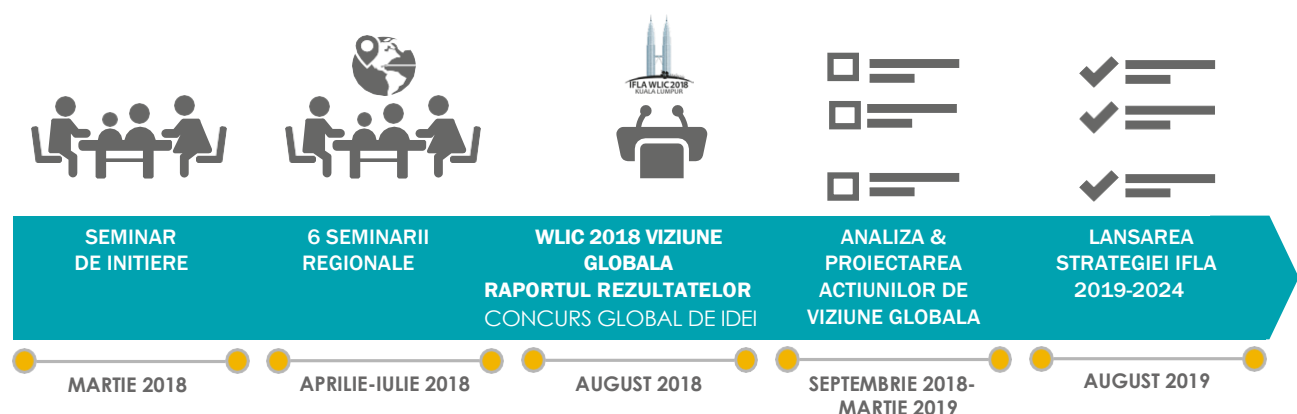 IFLA WLIC 2018
KUALA LUMPUR
SEMINAR
DE INITIERE
6 SEMINARII
REGIONALE
WLIC 2018 VIZIUNE
GLOBALA
RAPORTUL REZULTATELOR
CONCURS GLOBAL DE IDEI
ANALIZA &
PROIECTAREA
ACTIUNILOR DE
VIZIUNE GLOBALA
LANSAREA
STRATEGIEI IFLA
2019-2024
MARTIE 2018
APRILIE-IULIE 2018
AUGUST 2018
SEPTEMBRIE 2018-
MARTIE 2019
AUGUST 2019